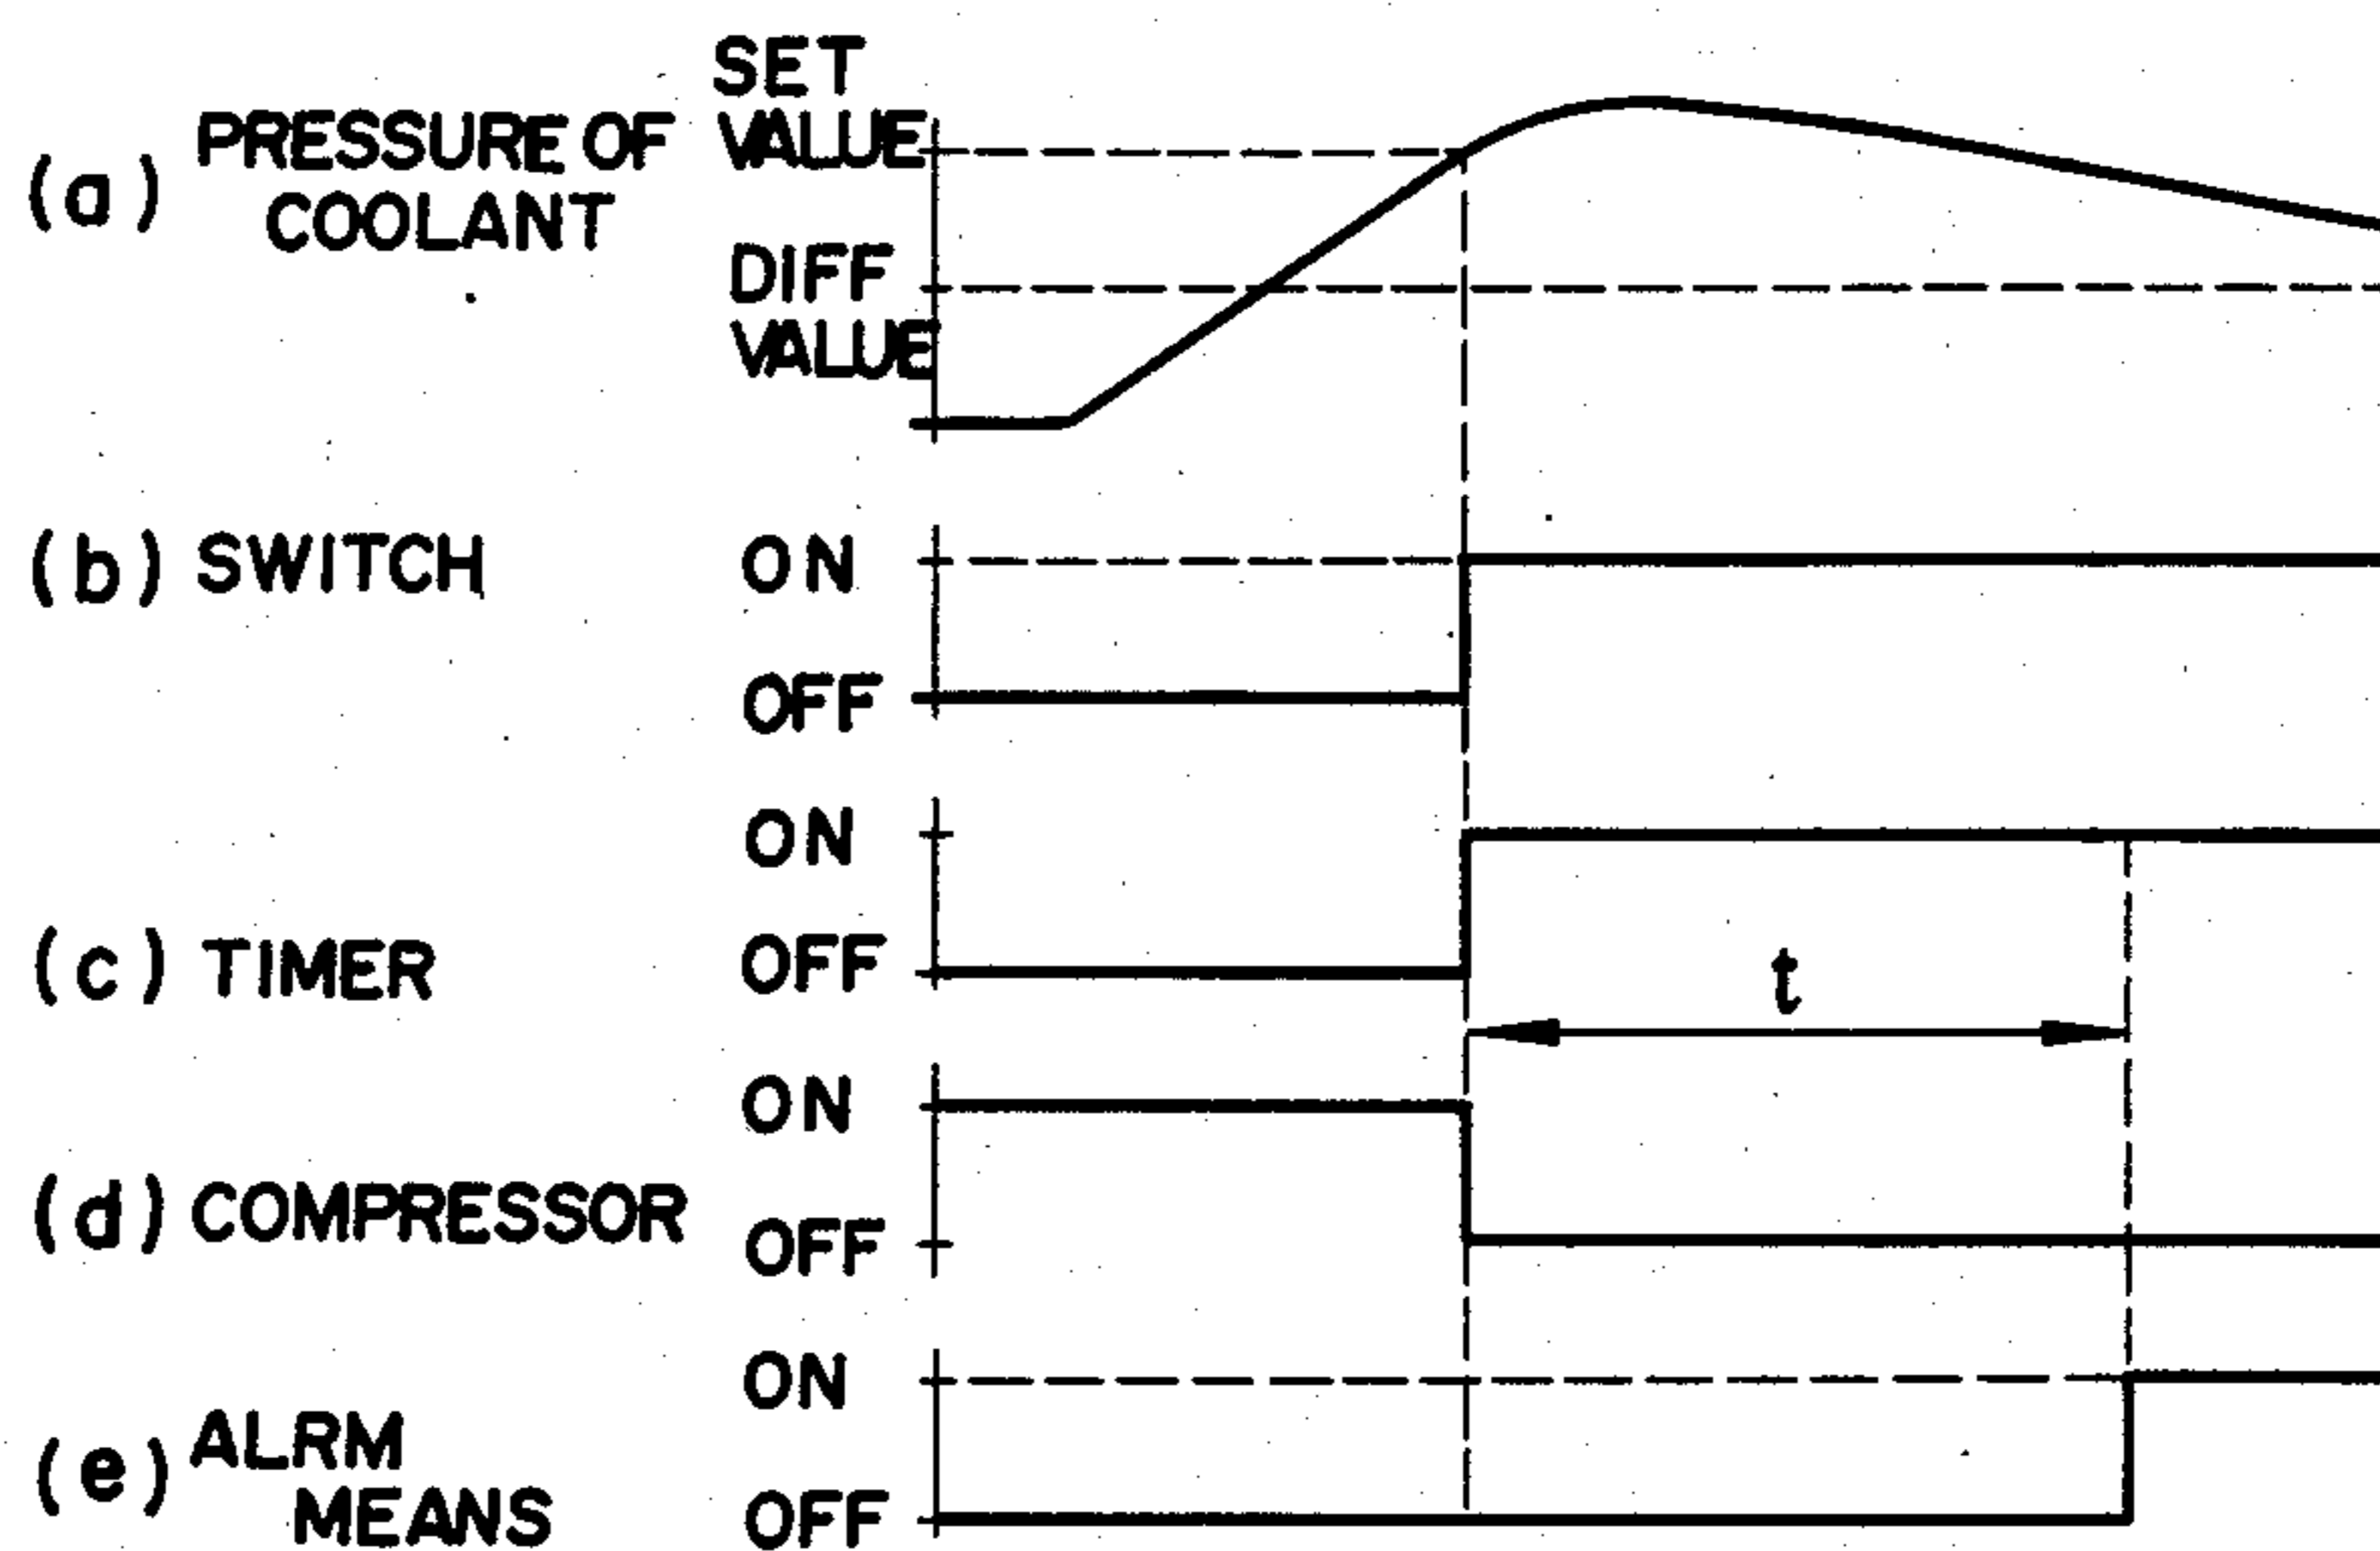 (a) PRESSURE OF COOLANT
SET VALUE
DIFF VALUE
(b) SWITCH
ON
OFF
(c) TIMER
ON
OFF
t
(d) COMPRESSOR
ON
OFF
(e) ALRM MEANS
ON
OFF